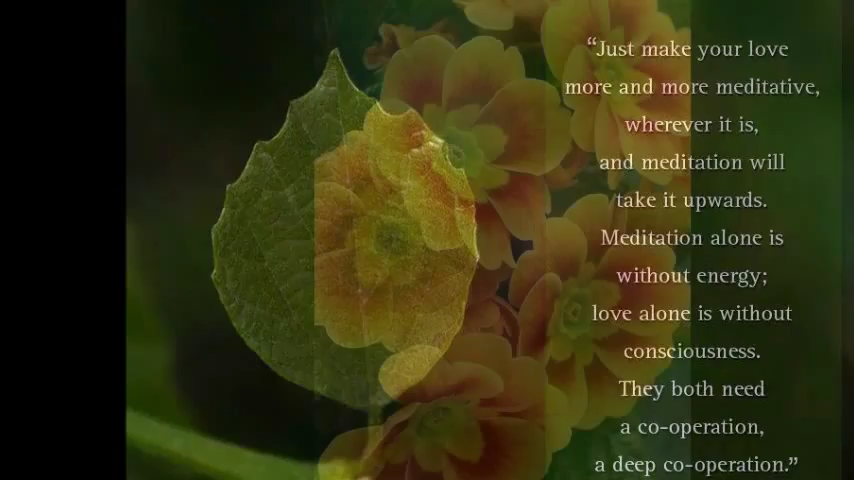 “Just make your love
more and more meditative,
wherever it is,
and meditation will
take it upwards.
Meditation alone is
without energy;
love alone is without
consciousness.
They both need
a co-operation,
a deep co-operation.”